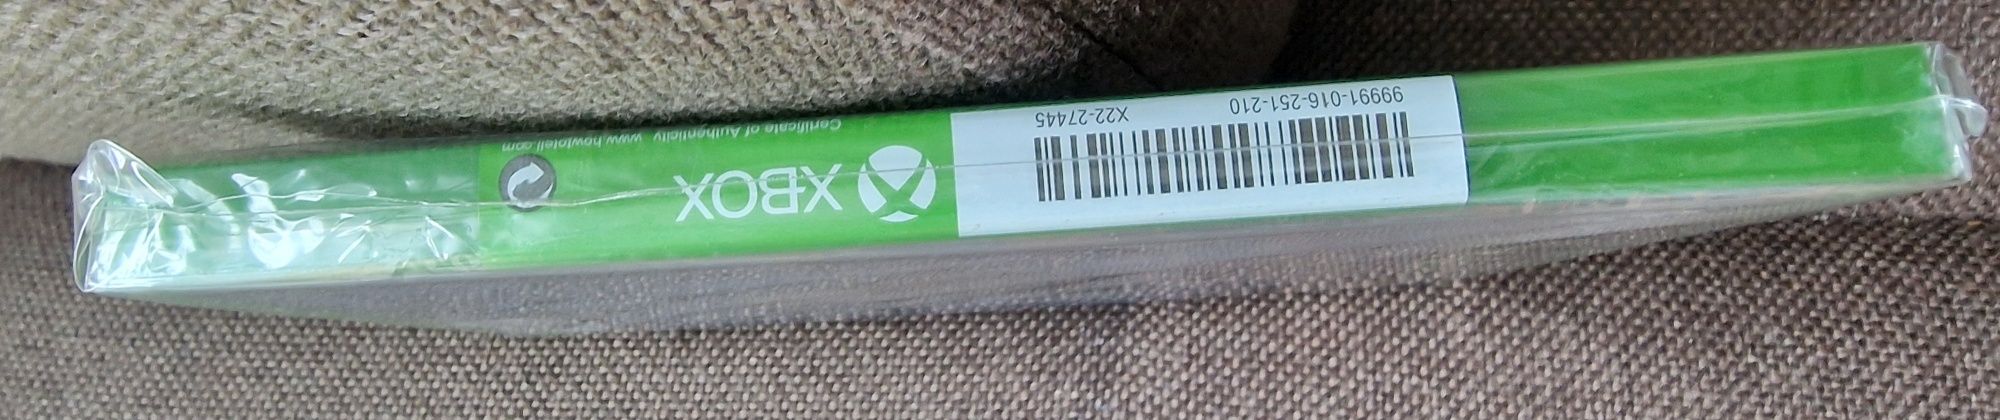 99991-016-251-210 X22-27445
XBOX
Certificate of Authenticity www.howtotell.com